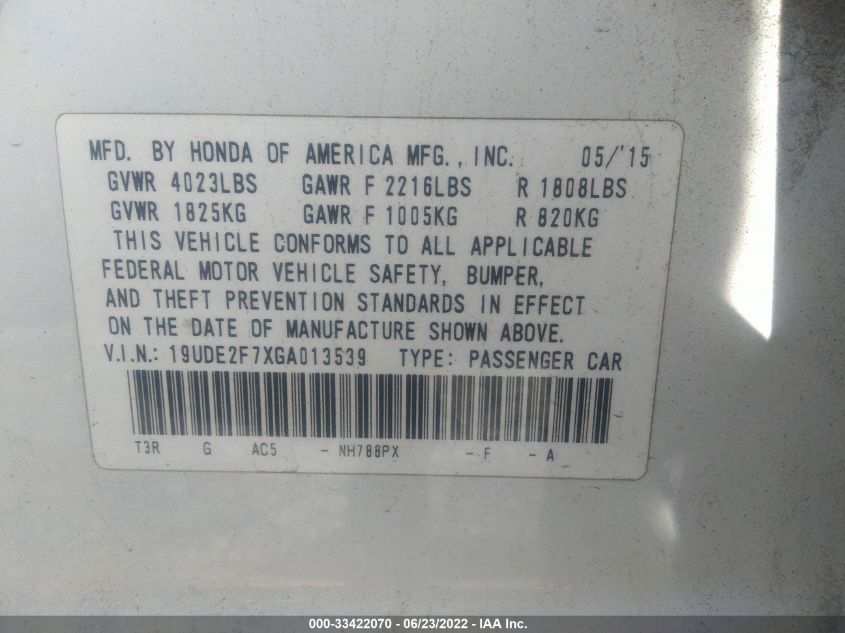 MFD. BY HONDA OF AMERICA MFG., INC. 05/'15
GVWR 4023LBS GAWR F 2216LBS R 1808LBS
GVWR 1825KG GAWR F 1005KG R 820KG
THIS VEHICLE CONFORMS TO ALL APPLICABLE
FEDERAL MOTOR VEHICLE SAFETY, BUMPER,
AND THEFT PREVENTION STANDARDS IN EFFECT
ON THE DATE OF MANUFACTURE SHOWN ABOVE.
V.I.N.: 19UDE2F7XGA013539 TYPE: PASSENGER CAR
T3R G AC5 - NH788PX - F - A
000-33422070 - 06/23/2022 - IAA Inc.